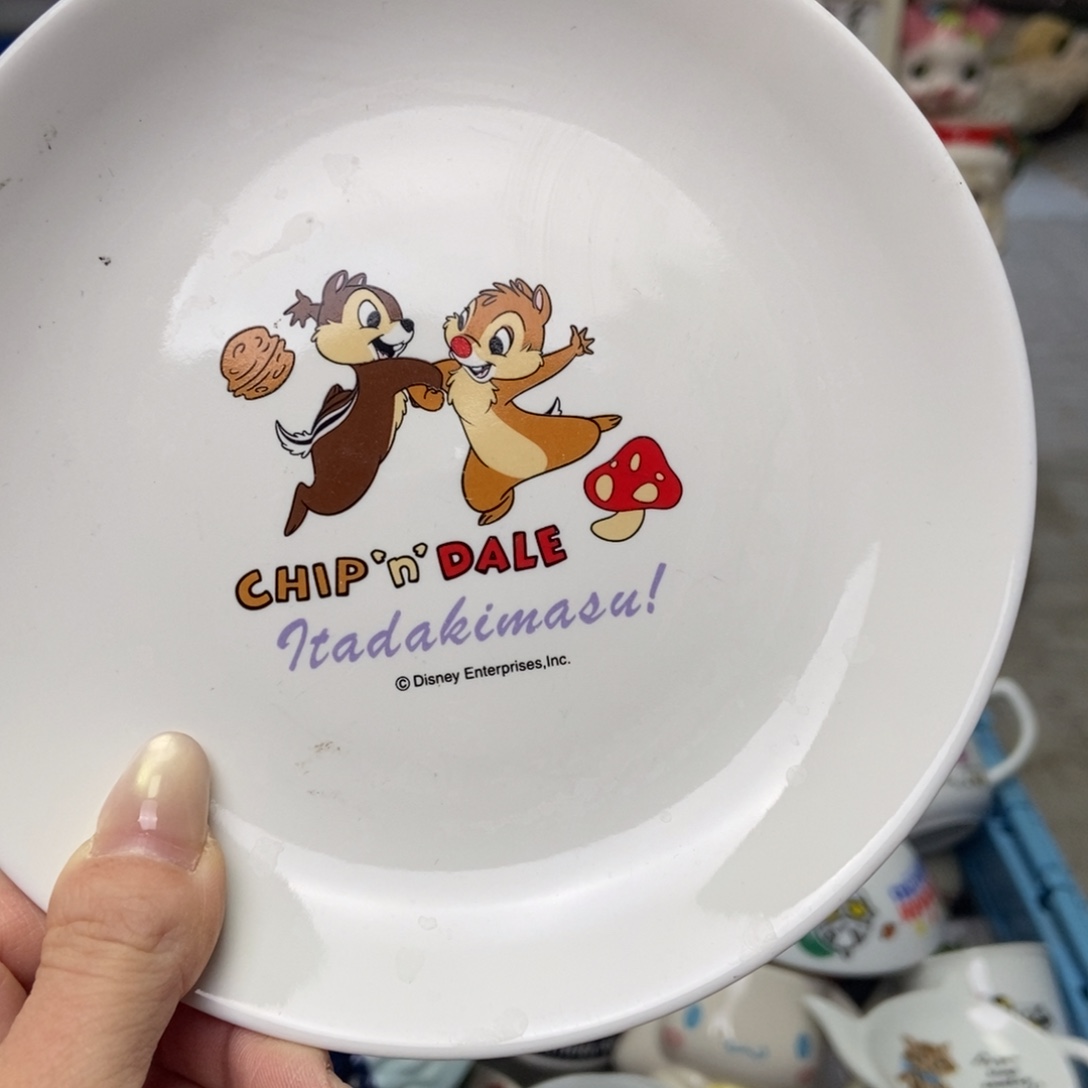 CHIP 'n' DALE
Itadakimasu!
© Disney Enterprises,Inc.